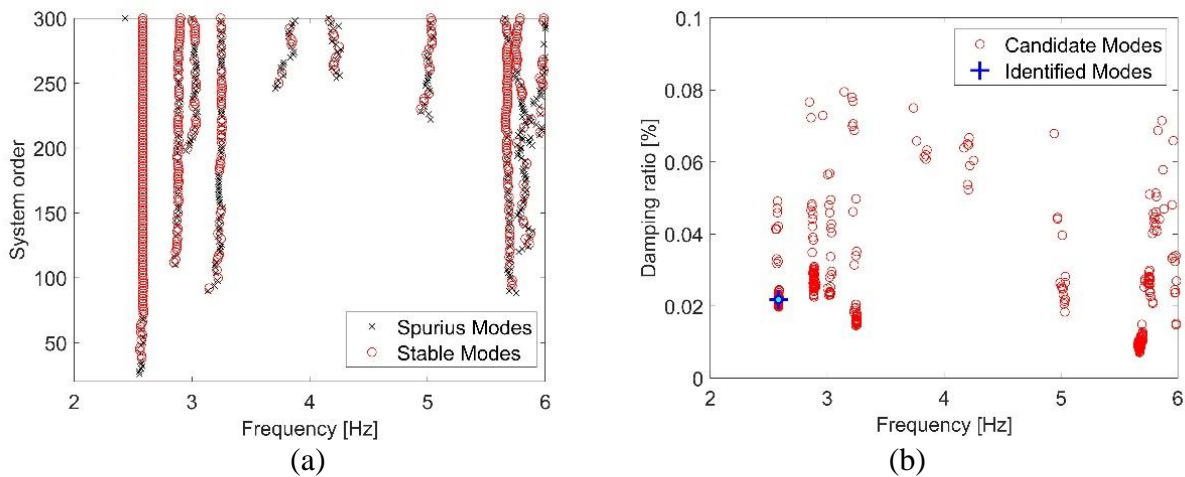 300
250
200
150
100
50
System order
2
3
4
5
6
Frequency [Hz]
Spurius Modes
Stable Modes
(a)
0.1
0.08
0.06
0.04
0.02
0
Damping ratio [%]
2
3
4
5
6
Frequency [Hz]
Candidate Modes
Identified Modes
(b)